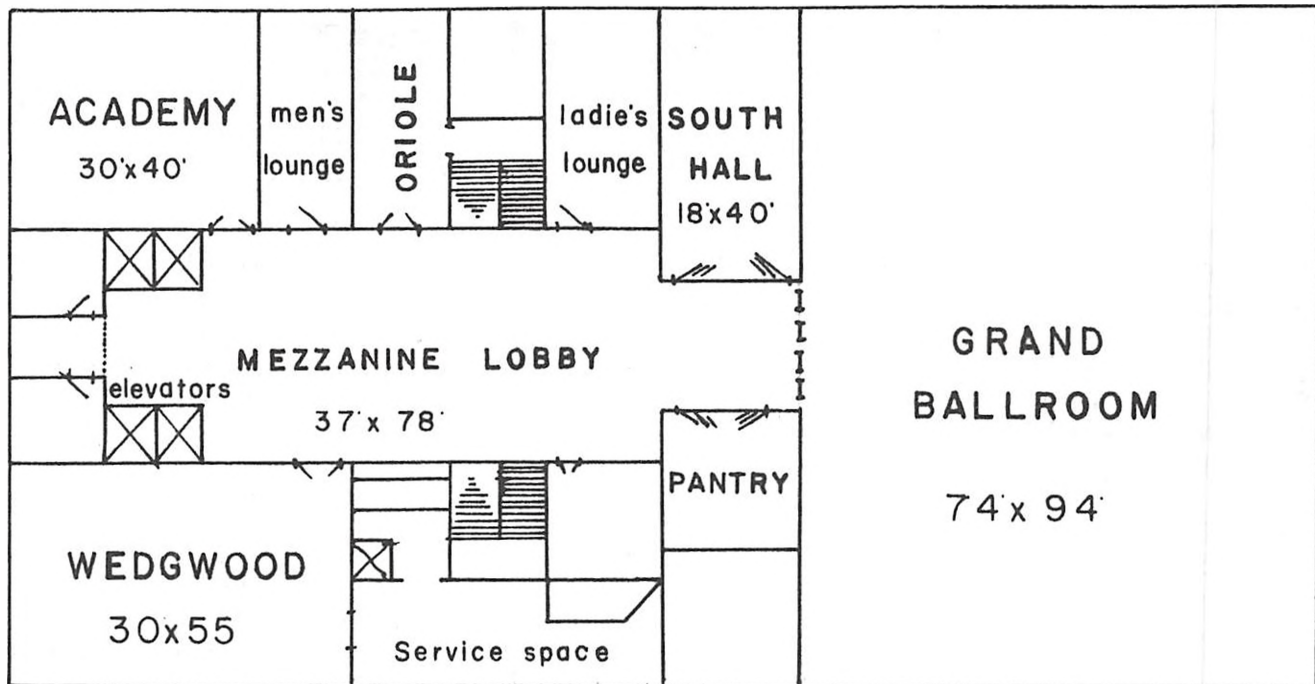 ACADEMY
30'x40'
men's
lounge
ORIOLE
ladie's
lounge
SOUTH
HALL
18'x40'
MEZZANINE LOBBY
elevators
37'x 78'
GRAND
BALLROOM
74'x 94'
PANTRY
WEDGWOOD
30x55
Service space